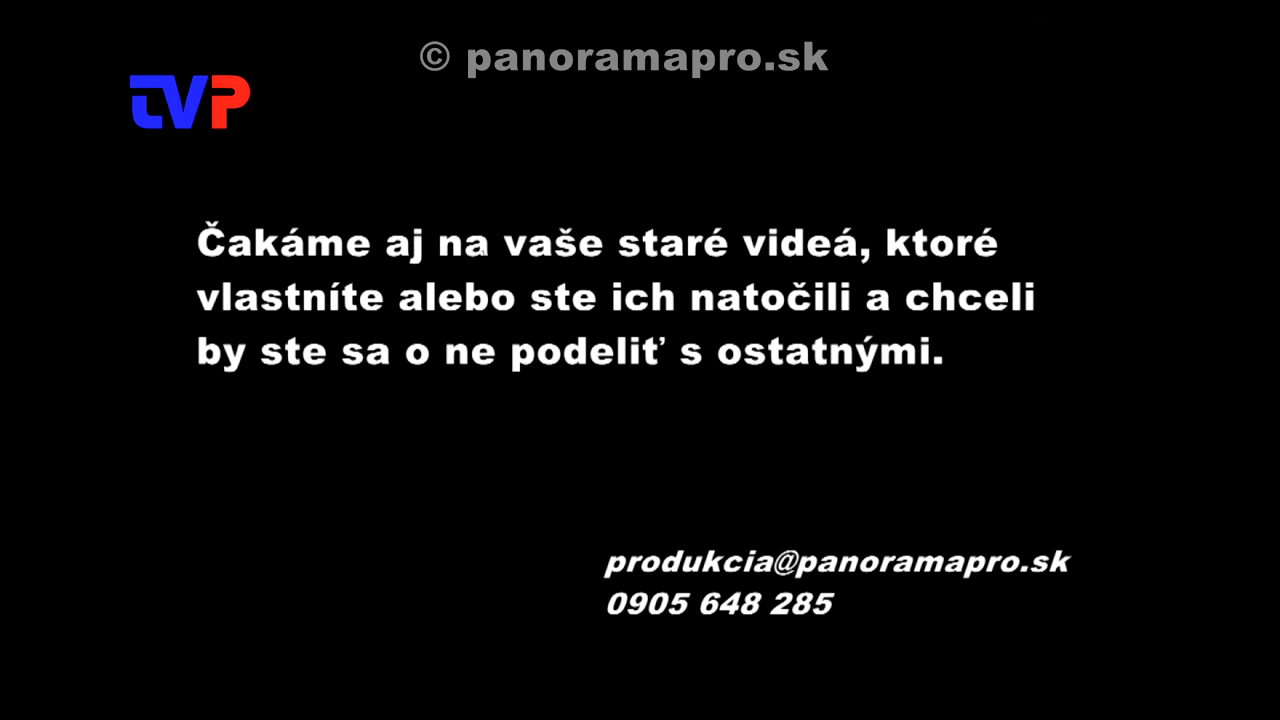 © panoramapro.sk
TVP
Čakáme aj na vaše staré videá, ktoré
vlastníte alebo ste ich natočili a chceli
by ste sa o ne podeliť s ostatnými.
produkcia@panoramapro.sk
0905 648 285